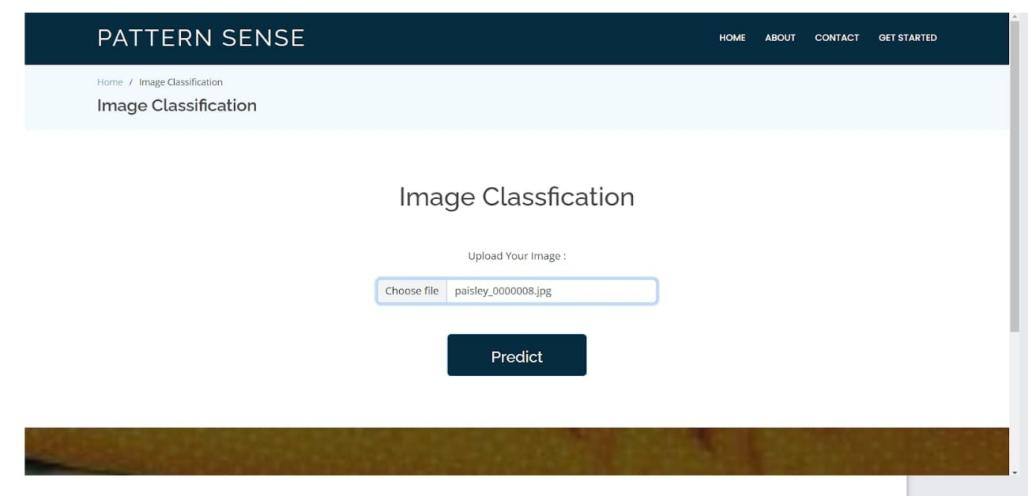 PATTERN SENSE
HOME ABOUT CONTACT GET STARTED
Home / Image Classification
Image Classification
Image Classfication
Upload Your Image :
Choose file paisley_0000008.jpg
Predict